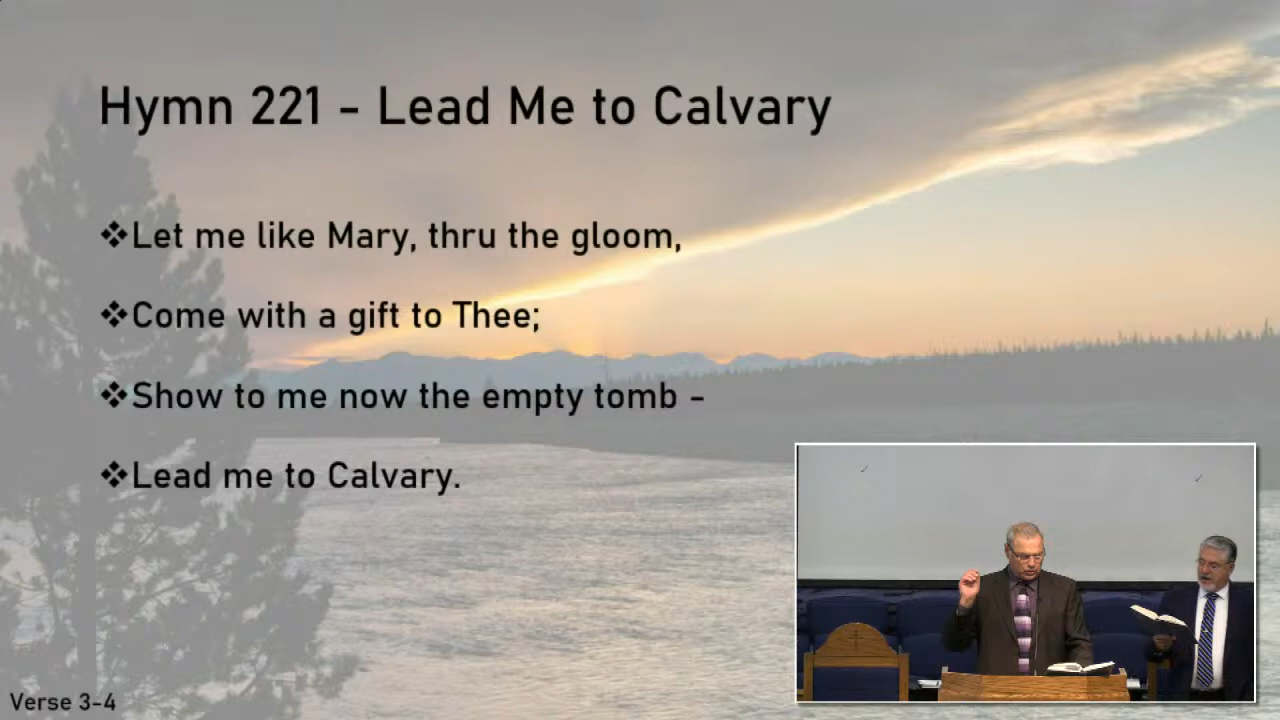 Hymn 221 - Lead Me to Calvary
❖Let me like Mary, thru the gloom,
❖Come with a gift to Thee;
❖Show to me now the empty tomb -
❖Lead me to Calvary.
Verse 3-4